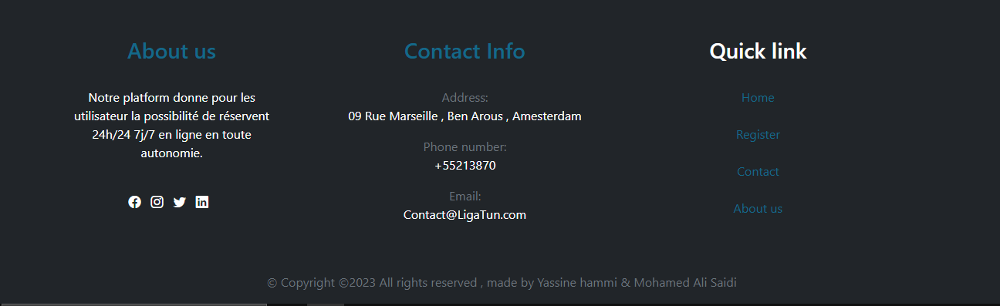 About us
Notre platform donne pour les
utilisateur la possibilité de réservent
24h/24 7j/7 en ligne en toute
autonomie.
Contact Info
Address:
09 Rue Marseille , Ben Arous , Amesterdam
Phone number:
+55213870
Email:
Contact@LigaTun.com
Quick link
Home
Register
Contact
About us
© Copyright ©2023 All rights reserved , made by Yassine hammi & Mohamed Ali Saidi